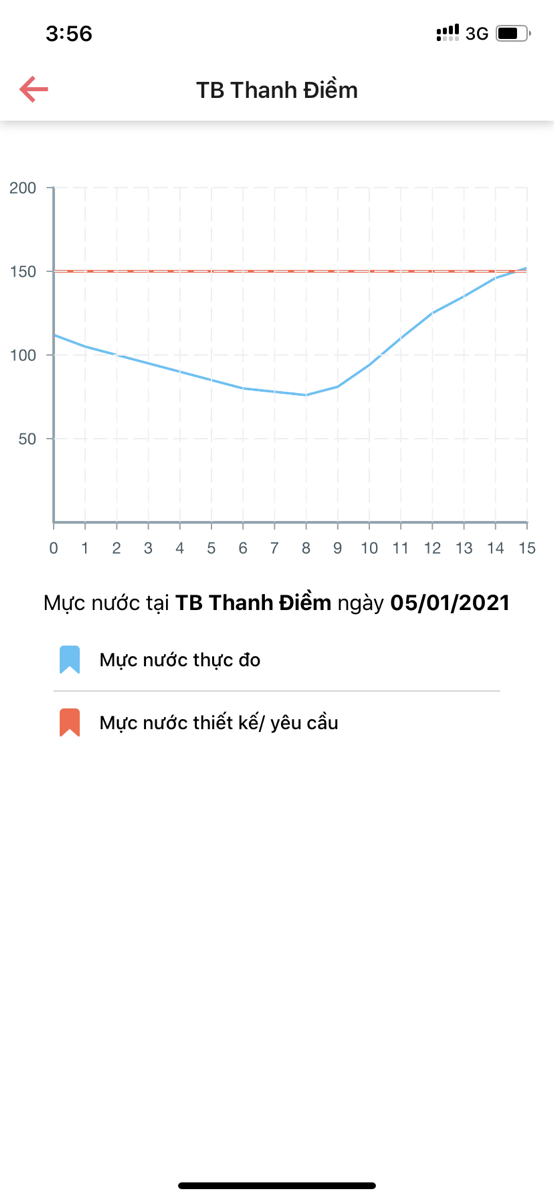 3:56 3G
TB Thanh Điềm
200
150
100
50
0 1 2 3 4 5 6 7 8 9 10 11 12 13 14 15
Mực nước tại TB Thanh Điềm ngày 05/01/2021
Mực nước thực đo
Mực nước thiết kế/ yêu cầu